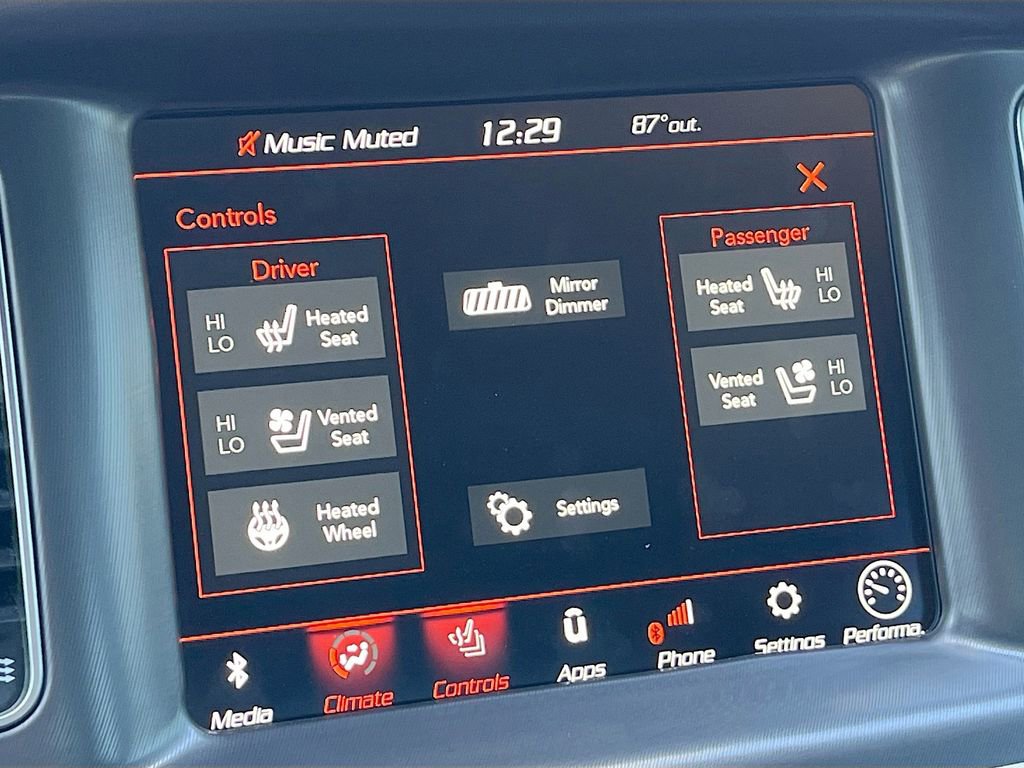 Music Muted
12:29
87° out.
Controls
Driver
HI
LO
Heated
Seat
HI
LO
Vented
Seat
Heated
Wheel
Mirror
Dimmer
Settings
Passenger
Heated
Seat
HI
LO
Vented
Seat
HI
LO
Media
Climate
Controls
Apps
Phone
Settings
Performa.